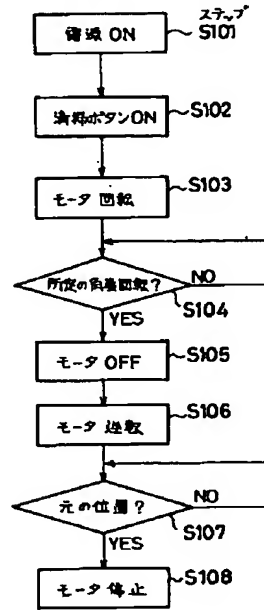 ステップ
電源 ON S101
ボタンON S102
モータ 回転 S103
所定の角度回転? NO
S104
YES
モータ OFF S105
モータ 逆転 S106
元の位置? NO
S107
YES
モータ 停止 S108